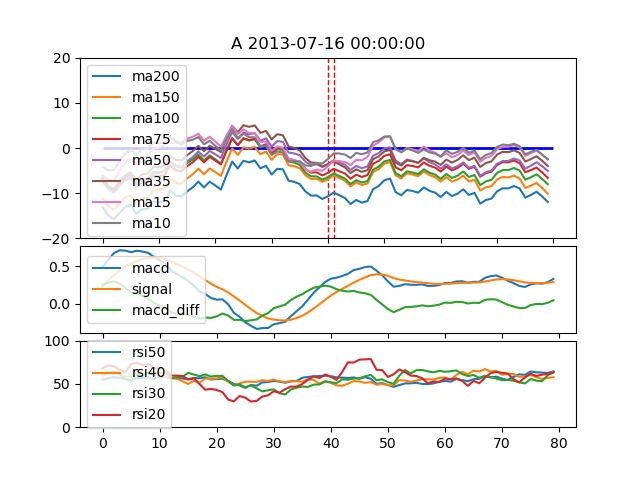 A 2013-07-16 00:00:00
20
10
0
−10
−20
ma200
ma150
ma100
ma75
ma50
ma35
ma15
ma10
0.5
0.0
macd
signal
macd_diff
100
50
0
rsi50
rsi40
rsi30
rsi20
0 10 20 30 40 50 60 70 80